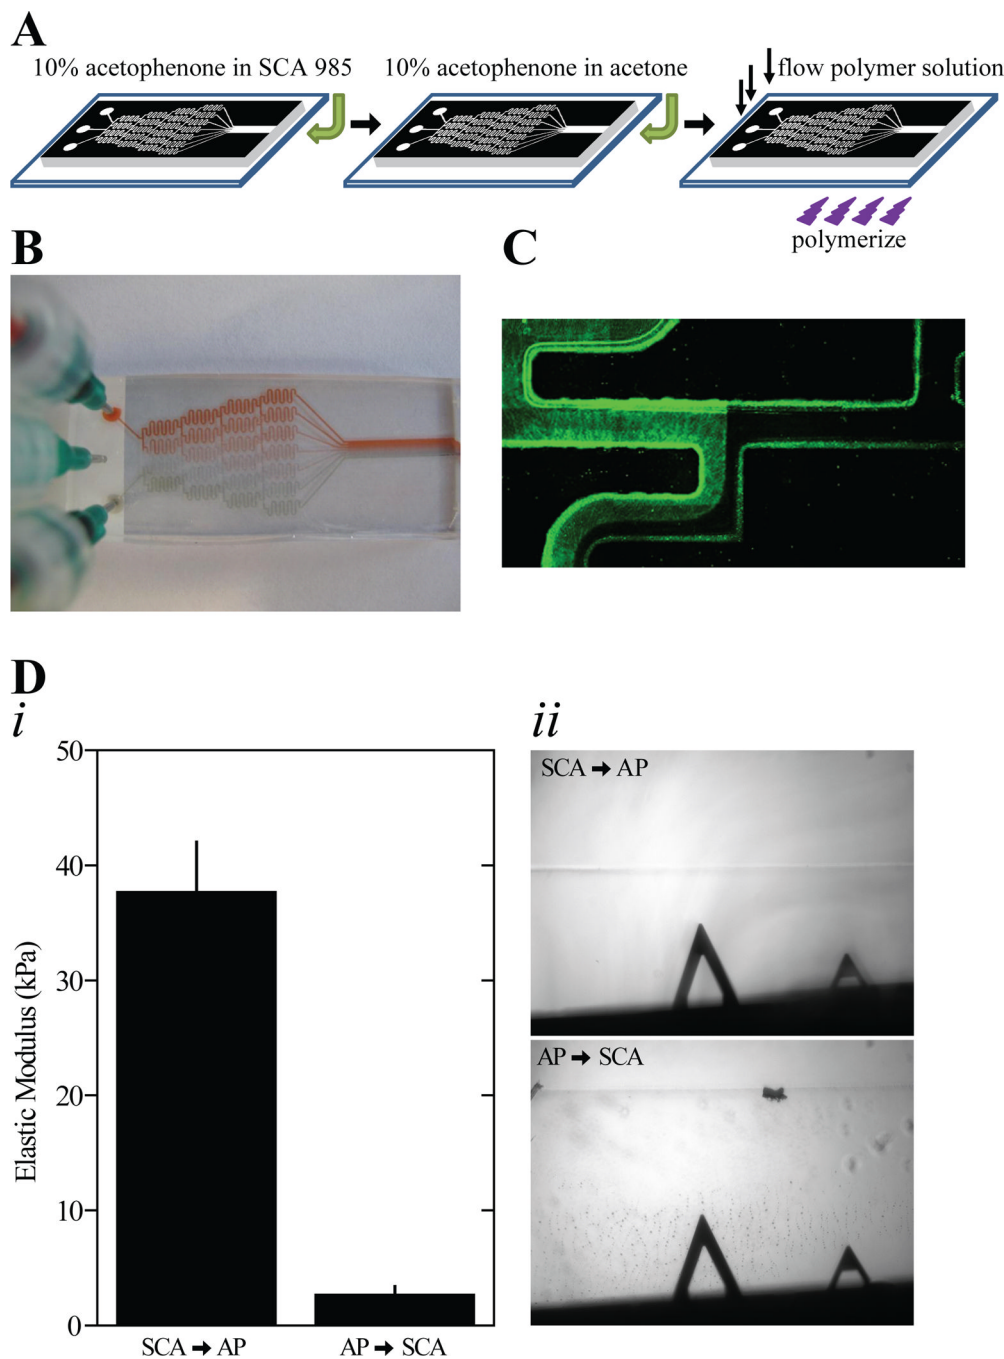 A
10% acetophenone in SCA 985
10% acetophenone in acetone
flow polymer solution
polymerize
B
C
D
i
ii
50
40
30
20
10
0
Elastic Modulus (kPa)
SCA → AP
AP → SCA
SCA → AP
AP → SCA